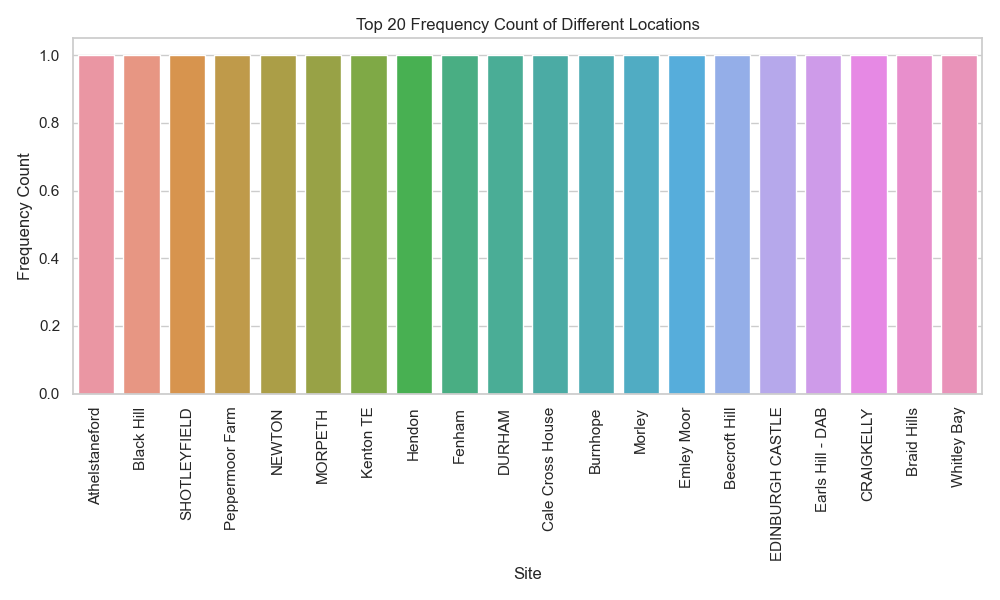 Top 20 Frequency Count of Different Locations
Frequency Count
1.0
0.8
0.6
0.4
0.2
0.0
Athelstaneford
Black Hill
SHOTLEYFIELD
Peppermoor Farm
NEWTON
MORPETH
Kenton TE
Hendon
Fenham
DURHAM
Cale Cross House
Burnhope
Morley
Emley Moor
Beecroft Hill
EDINBURGH CASTLE
Earls Hill - DAB
CRAIGKELLY
Braid Hills
Whitley Bay
Site